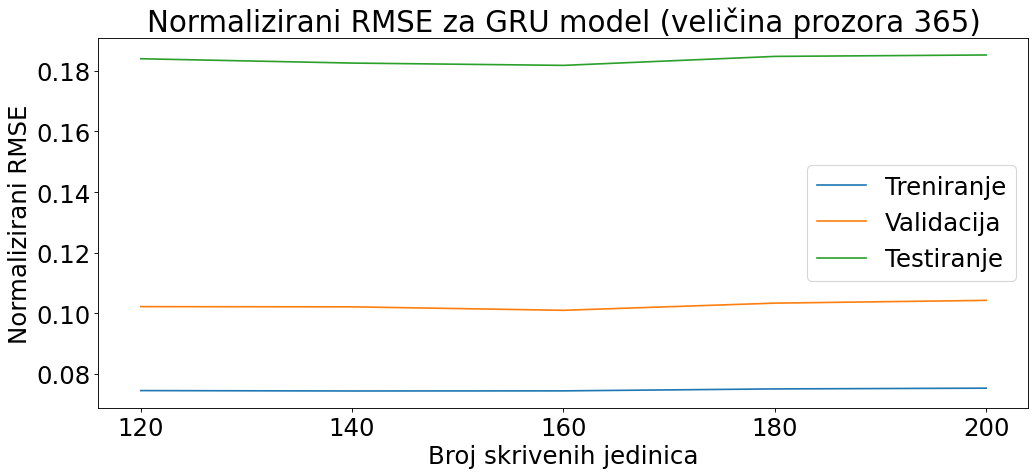 Normalizirani RMSE za GRU model (veličina prozora 365)
Normalizirani RMSE
0.18
0.16
0.14
0.12
0.10
0.08
Treniranje
Validacija
Testiranje
120 140 160 180 200
Broj skrivenih jedinica